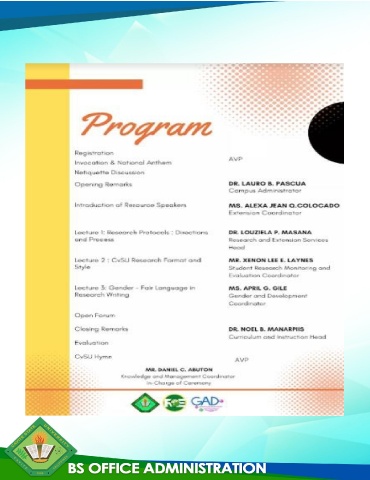 Program
Registration
Invocation & National Anthem
AVP
Netiquette Discussion
Opening Remarks
DR. LAURO B. PASCUA
Campus Administrator
Introduction of Resource Speakers
MS. ALEXA JEAN Q.COLOCADO
Extension Coordinator
Lecture 1: Research Protocols : Directions
and Process
DR. LOUZIELA P. MASANA
Research and Extension Services
Head
Lecture 2 : CvSU Research Format and
Style
MR. XENON LEE E. LAYNES
Student Research Monitoring and
Evaluation Coordinator
Lecture 3: Gender - Fair Language in
Research Writing
MS. APRIL G. GILE
Gender and Development
Coordinator
Open Forum
Closing Remarks
DR. NOEL B. MANARPIIS
Curriculum and Instruction Head
Evaluation
CvSU Hymn
AVP
MR. DANIEL C. ABUTON
Knowledge and Management Coordinator
In-Charge of Ceremony
R&E
GAD
BS OFFICE ADMINISTRATION